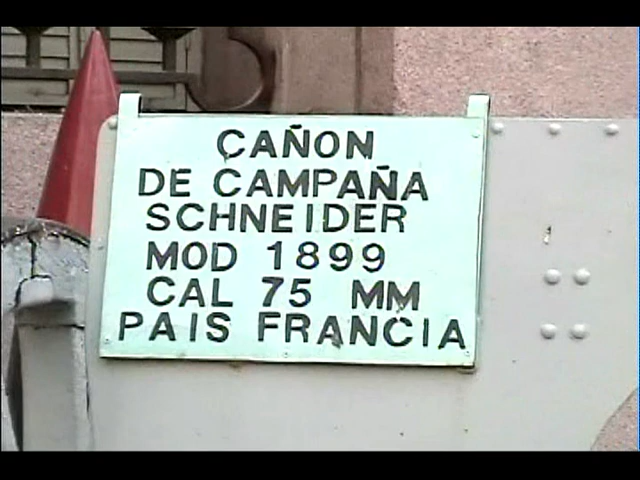 CAÑON
DE CAMPAÑA
SCHNEIDER
MOD 1899
CAL 75 MM
PAIS FRANCIA